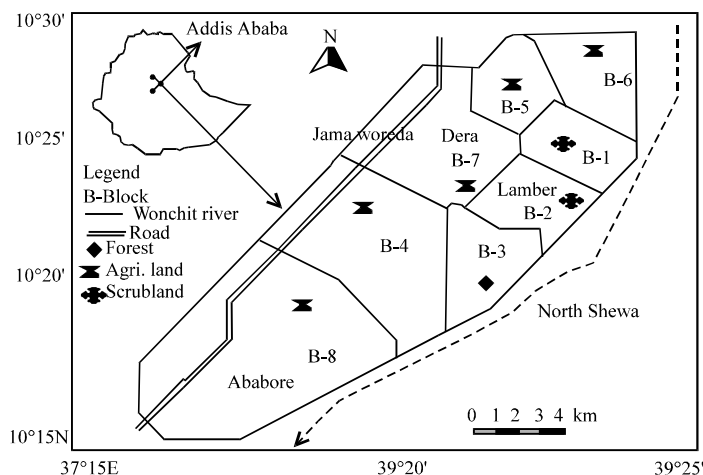 10°30'
10°25'
10°20'
10°15N
Addis Ababa
N
B-6
B-5
Jama woreda
Dera
B-7
B-1
Lamber
B-2
B-4
B-3
North Shewa
B-8
Ababore
Legend
B-Block
Wonchit river
Road
Forest
Agri. land
Scrubland
0 1 2 3 4 km
37°15E
39°20'
39°25'